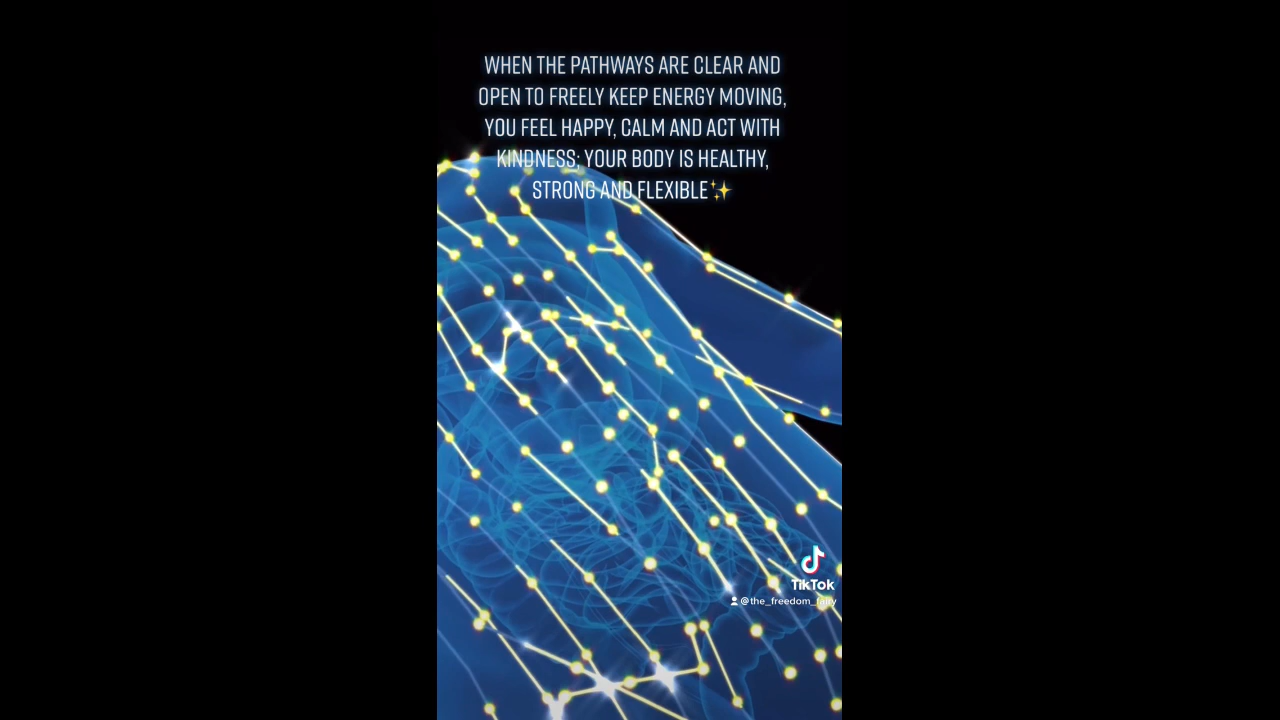 WHEN THE PATHWAYS ARE CLEAR AND
OPEN TO FREELY KEEP ENERGY MOVING,
YOU FEEL HAPPY, CALM AND ACT WITH
KINDNESS; YOUR BODY IS HEALTHY,
STRONG AND FLEXIBLE✨
TikTok
@the_freedom_fairy